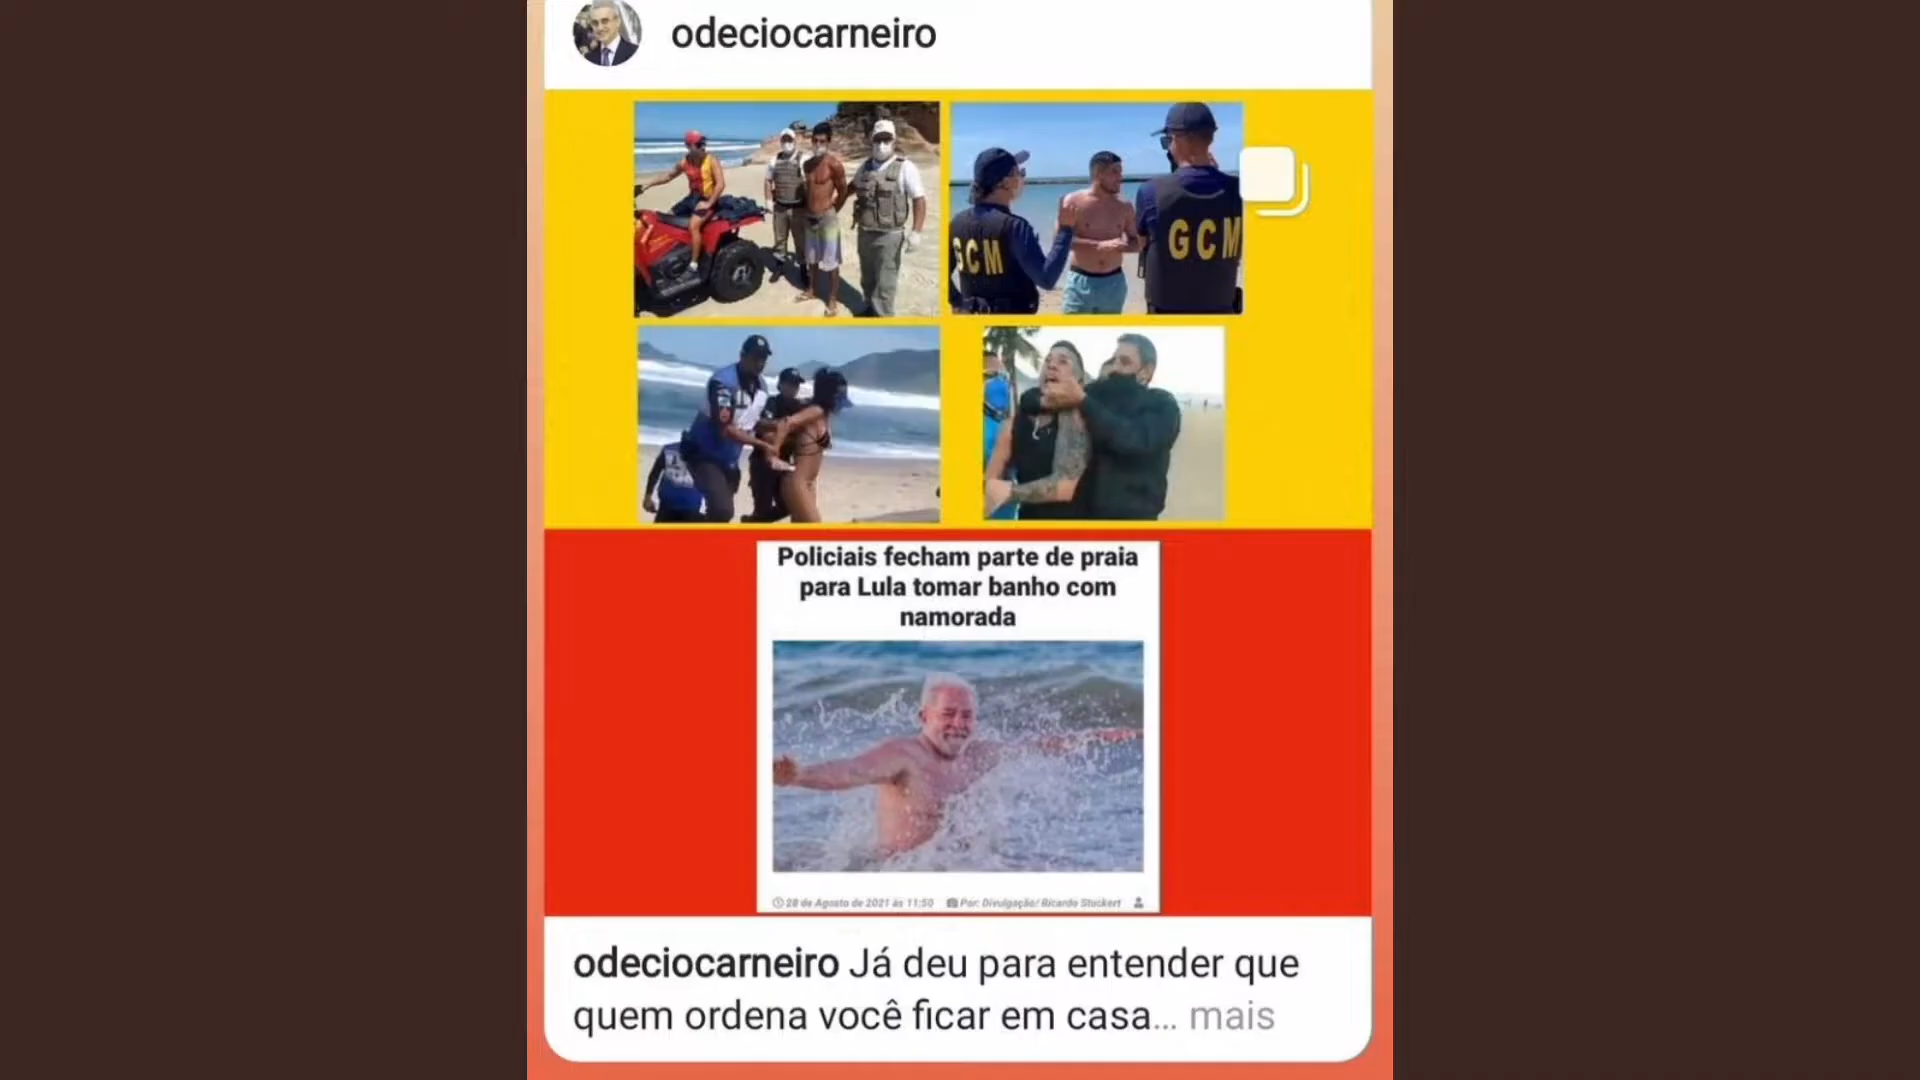 odeciocarneiro
GCM
GCM
Policiais fecham parte de praia
para Lula tomar banho com
namorada
28 de Agosto de 2021 às 11:50 Por: Divulgação/ Ricardo Stuckert
odeciocarneiro Já deu para entender que
quem ordena você ficar em casa... mais